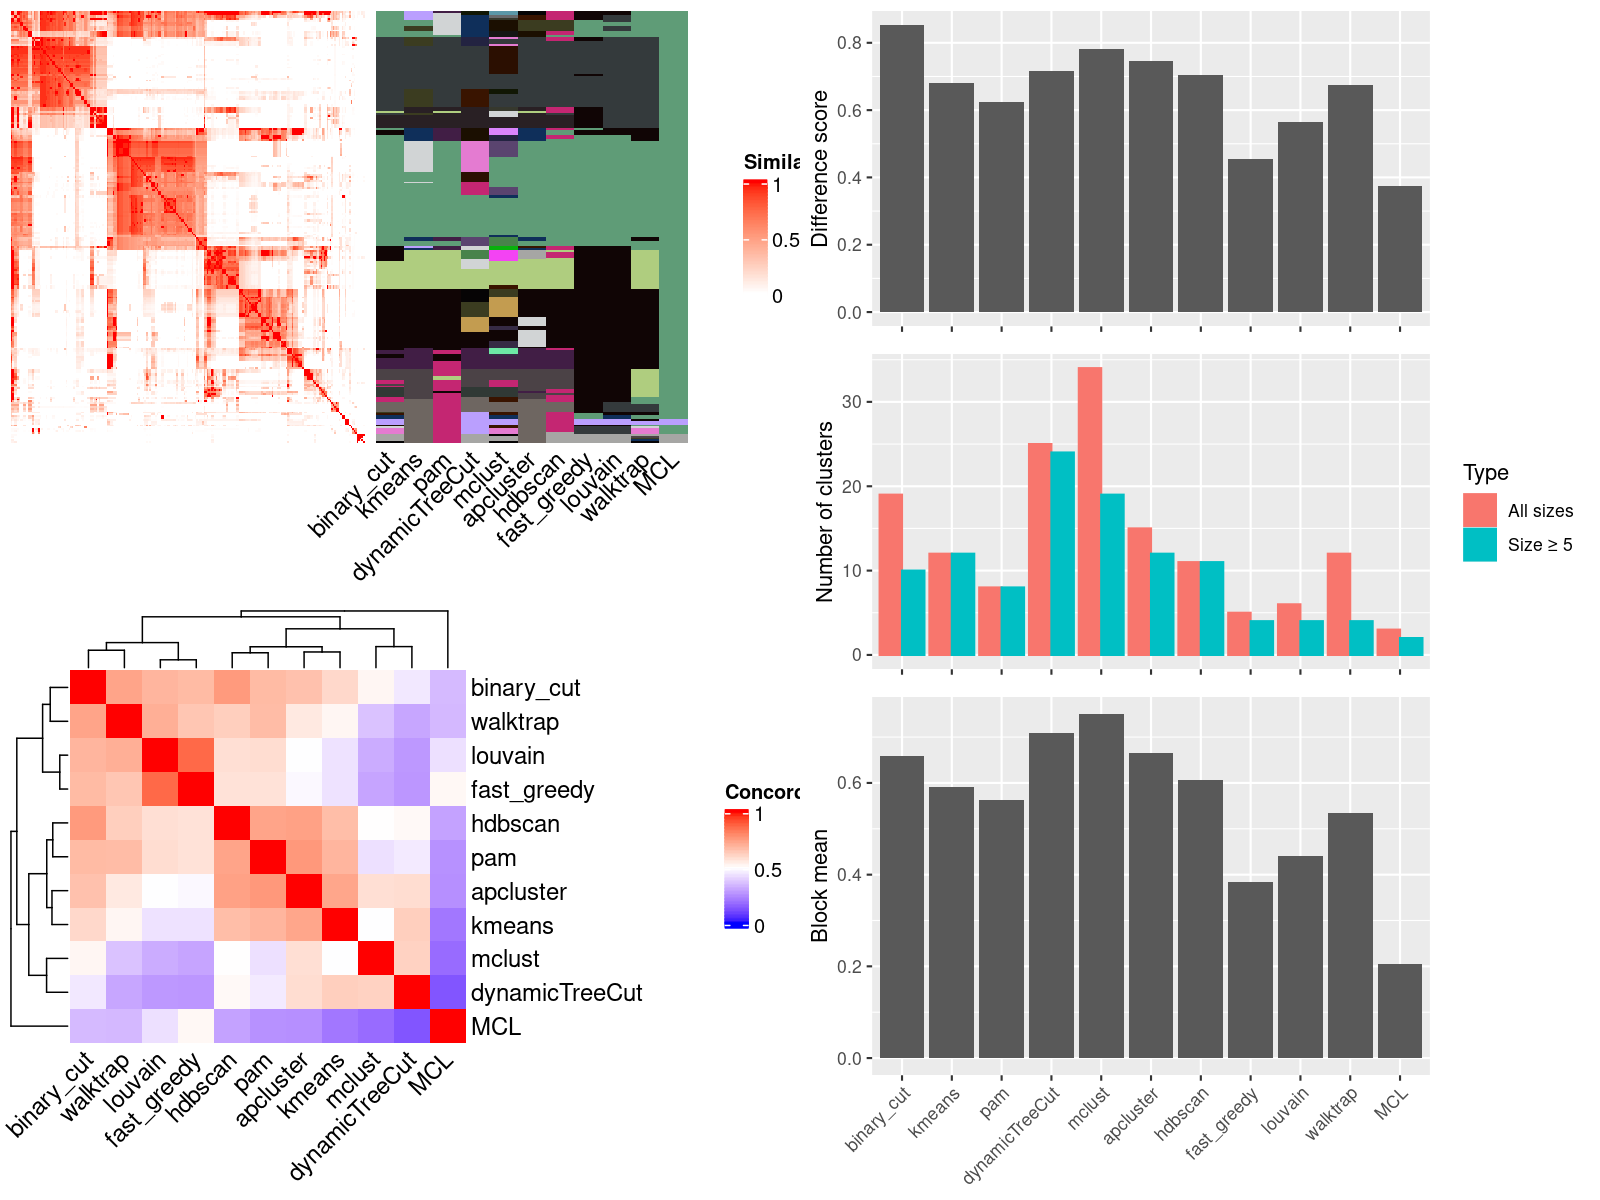 Simila
1
0.5
0
binary_cut
kmeans
pam
dynamicTreeCut
mclust
apcluster
hdbscan
fast_greedy
louvain
walktrap
MCL
binary_cut
walktrap
louvain
fast_greedy
hdbscan
pam
apcluster
kmeans
mclust
dynamicTreeCut
MCL
binary_cut
walktrap
louvain
fast_greedy
hdbscan
pam
apcluster
kmeans
mclust
dynamicTreeCut
MCL
Concord
1
0.5
0
Difference score
0.8
0.6
0.4
0.2
0.0
Number of clusters
30
20
10
0
Type
All sizes
Size ≥ 5
Block mean
0.6
0.4
0.2
0.0
binary_cut
kmeans
pam
dynamicTreeCut
mclust
apcluster
hdbscan
fast_greedy
louvain
walktrap
MCL